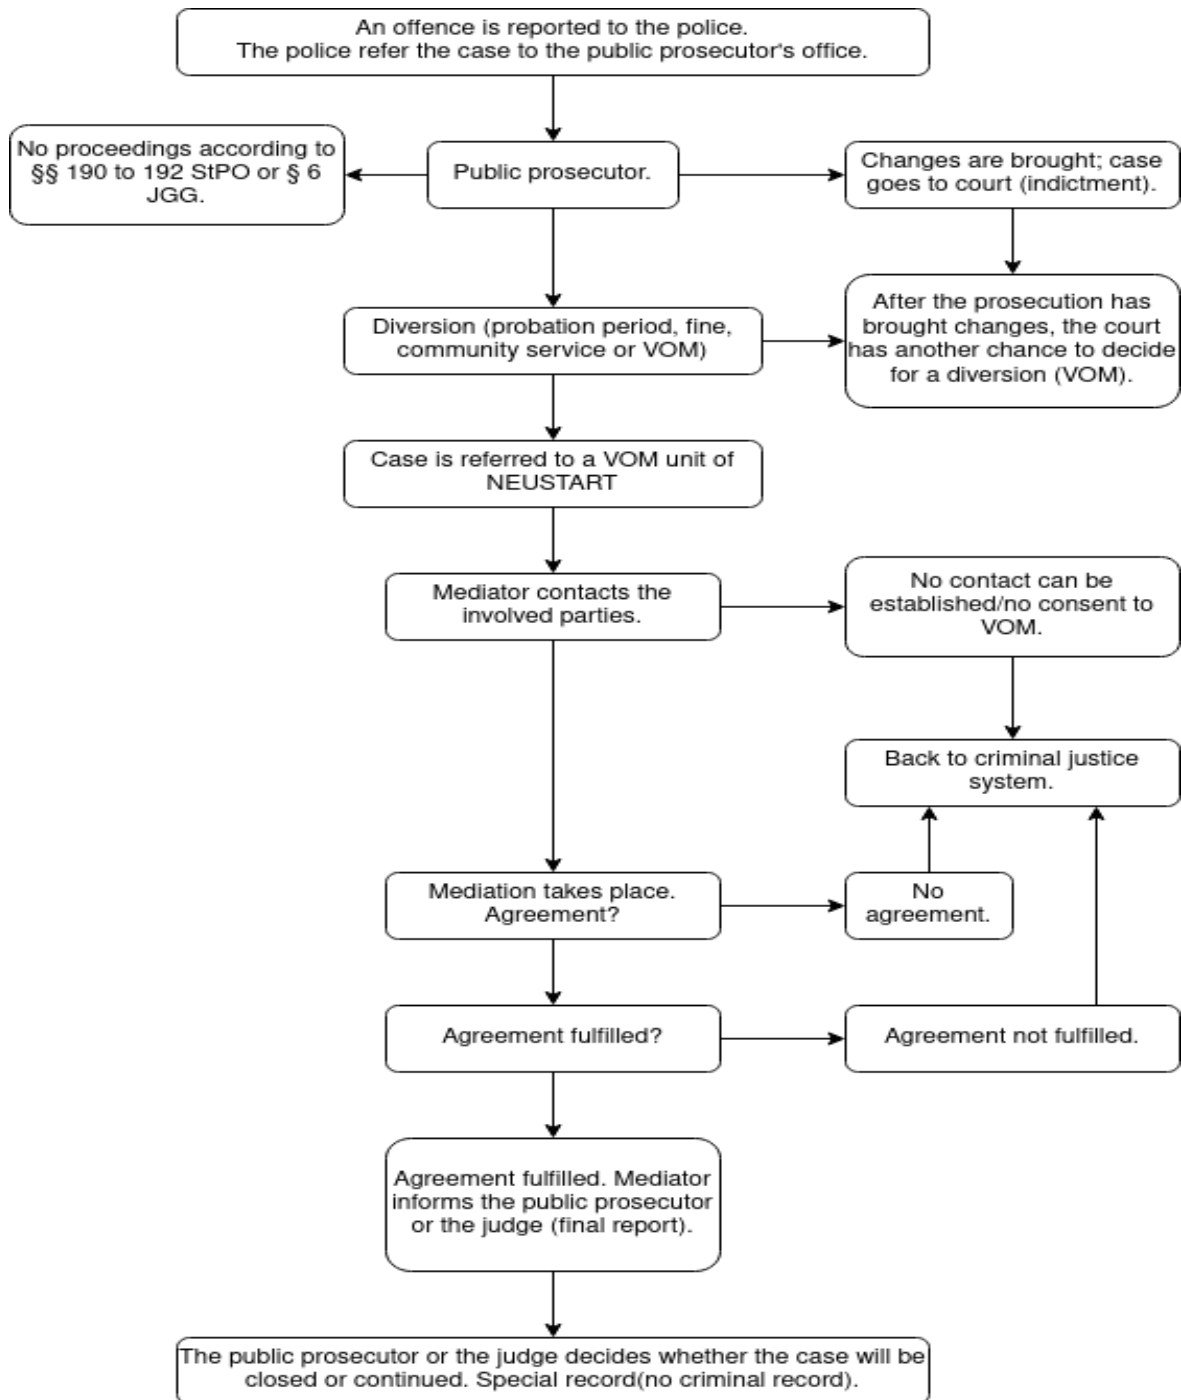 An offence is reported to the police.
The police refer the case to the public prosecutor's office.
No proceedings according to
§§ 190 to 192 StPO or § 6
JGG.
Public prosecutor.
Changes are brought; case
goes to court (indictment).
Diversion (probation period, fine,
community service or VOM)
After the prosecution has
brought changes, the court
has another chance to decide
for a diversion (VOM).
Case is referred to a VOM unit of
NEUSTART
Mediator contacts the
involved parties.
No contact can be
established/no consent to
VOM.
Back to criminal justice
system.
Mediation takes place.
Agreement?
No
agreement.
Agreement fulfilled?
Agreement not fulfilled.
Agreement fulfilled. Mediator
informs the public prosecutor
or the judge (final report).
The public prosecutor or the judge decides whether the case will be
closed or continued. Special record(no criminal record).